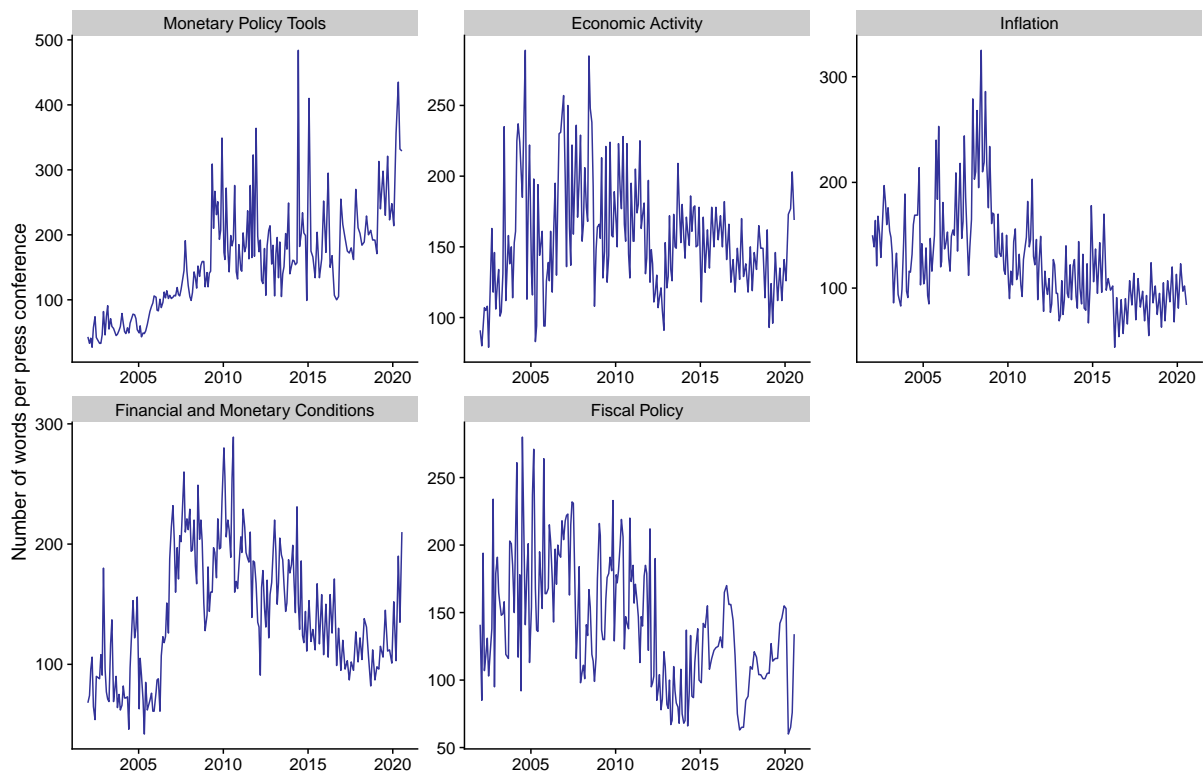 Number of words per press conference
Monetary Policy Tools
500
400
300
200
100
2005 2010 2015 2020
Economic Activity
250
200
150
100
2005 2010 2015 2020
Inflation
300
200
100
2005 2010 2015 2020
Financial and Monetary Conditions
300
200
100
2005 2010 2015 2020
Fiscal Policy
250
200
150
100
50
2005 2010 2015 2020